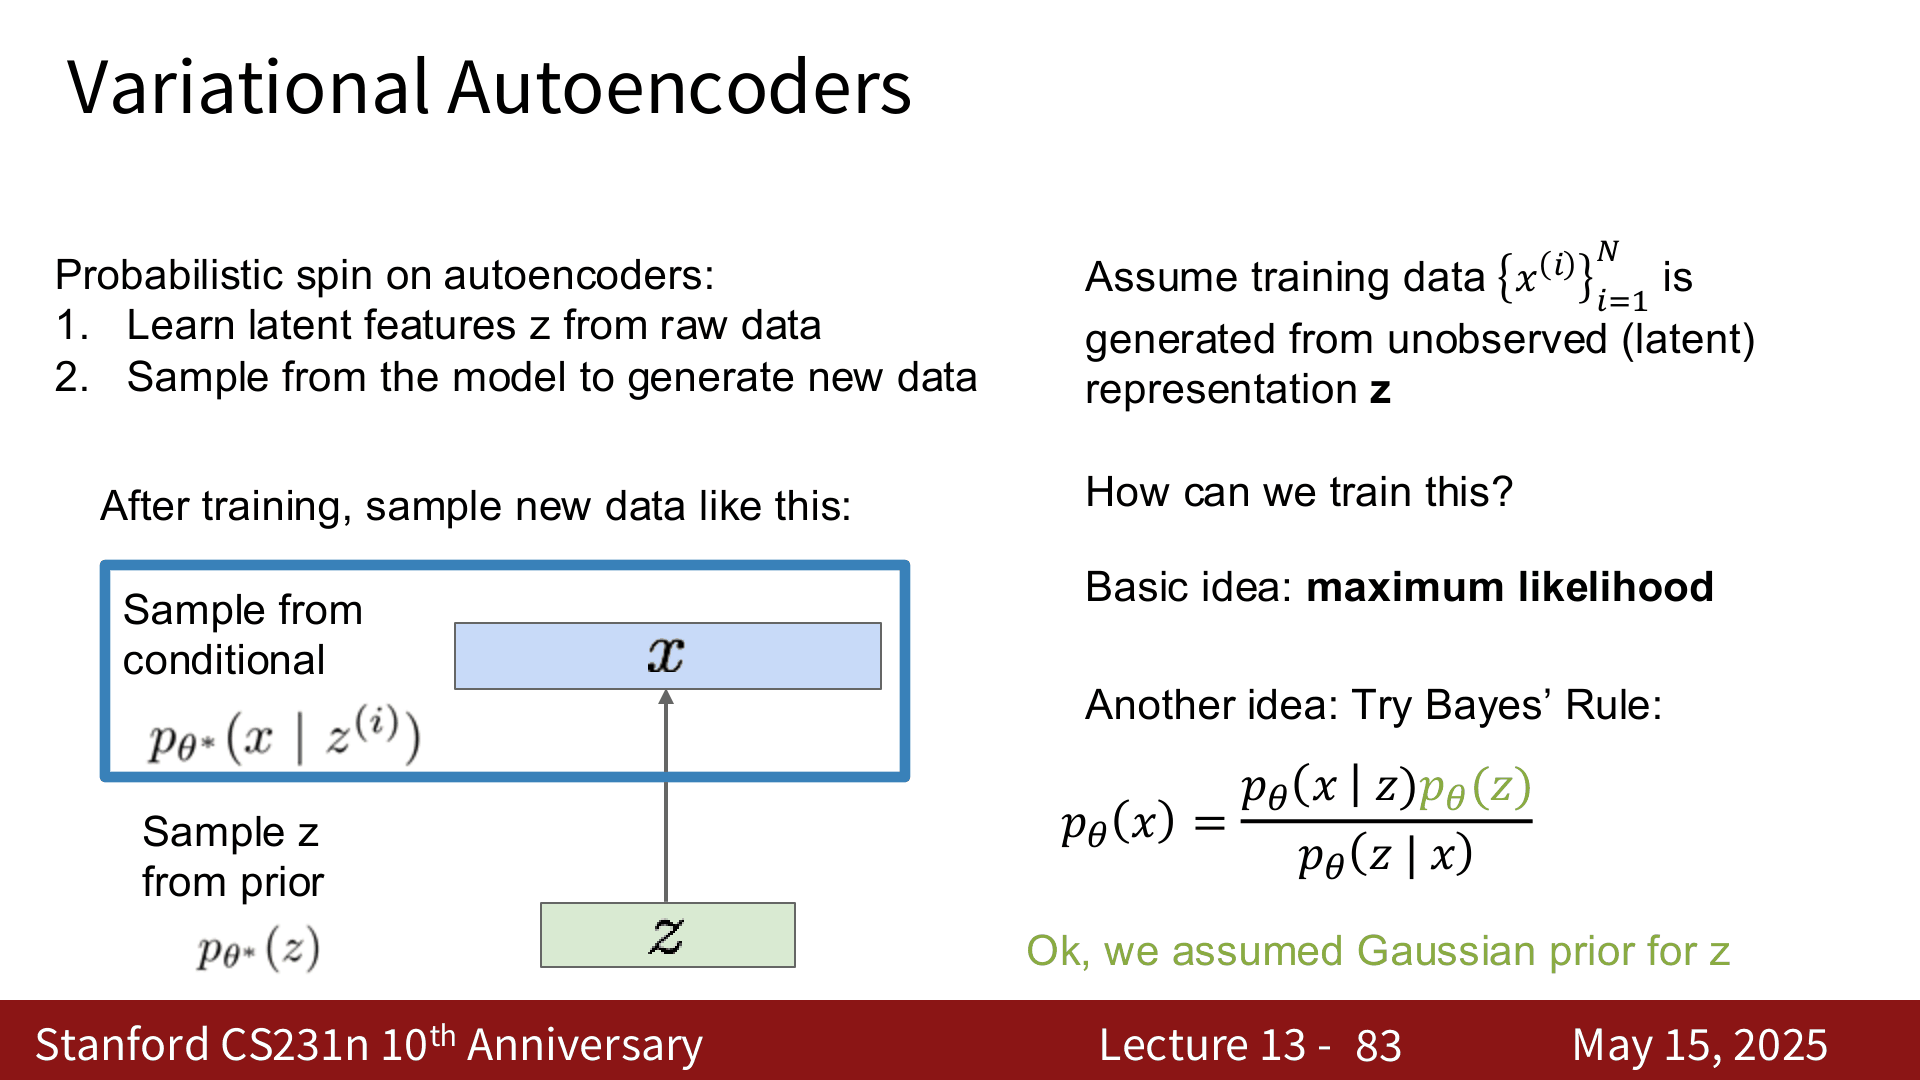 Variational Autoencoders
Probabilistic spin on autoencoders:
1. Learn latent features z from raw data
2. Sample from the model to generate new data
After training, sample new data like this:
Sample from
conditional
x
p_θ*(x | z^(i))
Sample z
from prior
p_θ*(z)
z
Assume training data {x^(i)}_{i=1}^N is
generated from unobserved (latent)
representation z
How can we train this?
Basic idea: maximum likelihood
Another idea: Try Bayes’ Rule:
p_θ(x) = p_θ(x | z)p_θ(z) / p_θ(z | x)
Ok, we assumed Gaussian prior for z
Stanford CS231n 10th Anniversary
Lecture 13 - 83
May 15, 2025